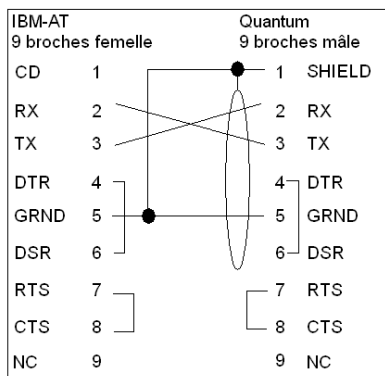 IBM-AT Quantum
9 broches femelle 9 broches mâle
CD 1 1 SHIELD
RX 2 2 RX
TX 3 3 TX
DTR 4 4 DTR
GRND 5 5 GRND
DSR 6 6 DSR
RTS 7 7 RTS
CTS 8 8 CTS
NC 9 9 NC